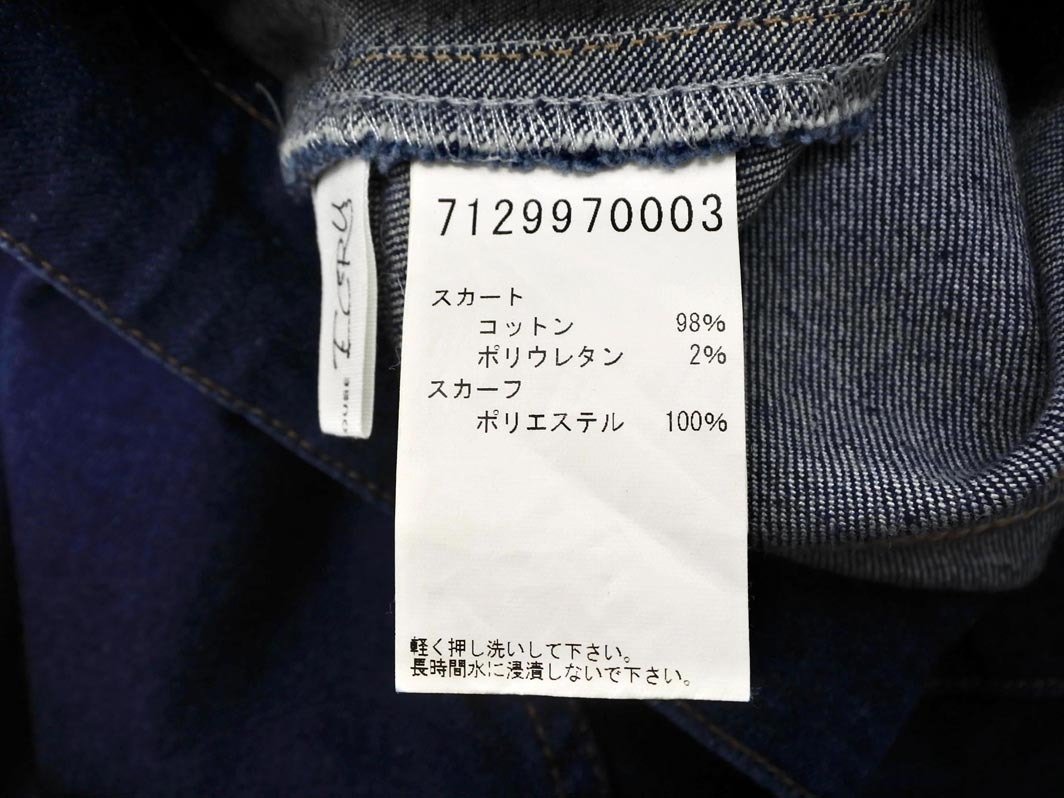 7129970003
スカート
コットン 98%
ポリウレタン 2%
スカーフ
ポリエステル 100%
軽く押し洗いして下さい。
長時間水に浸漬しないで下さい。